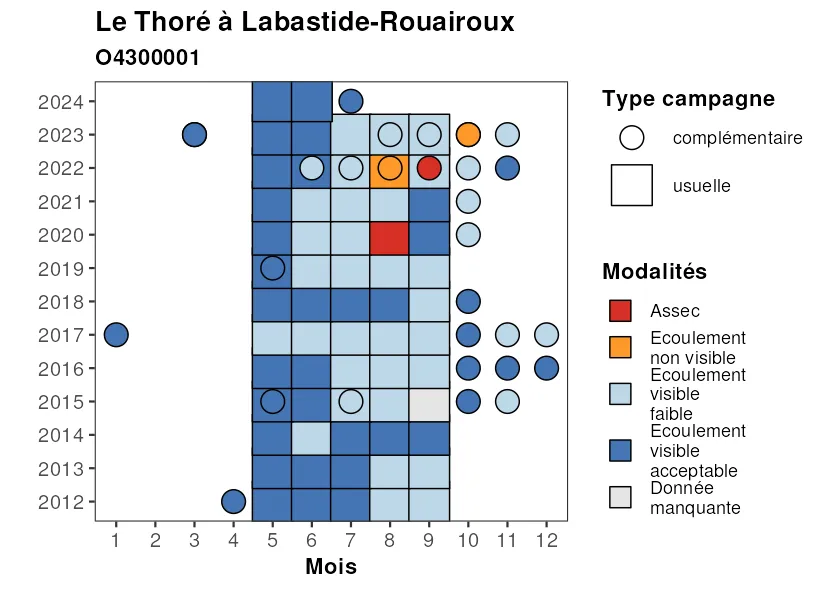 Le Thoré à Labastide-Rouairoux
O4300001
2024
2023
2022
2021
2020
2019
2018
2017
2016
2015
2014
2013
2012
1 2 3 4 5 6 7 8 9 10 11 12
Mois
Type campagne
complémentaire
usuelle
Modalités
Assec
Ecoulement
non visible
Ecoulement
visible
faible
Ecoulement
visible
acceptable
Donnée
manquante